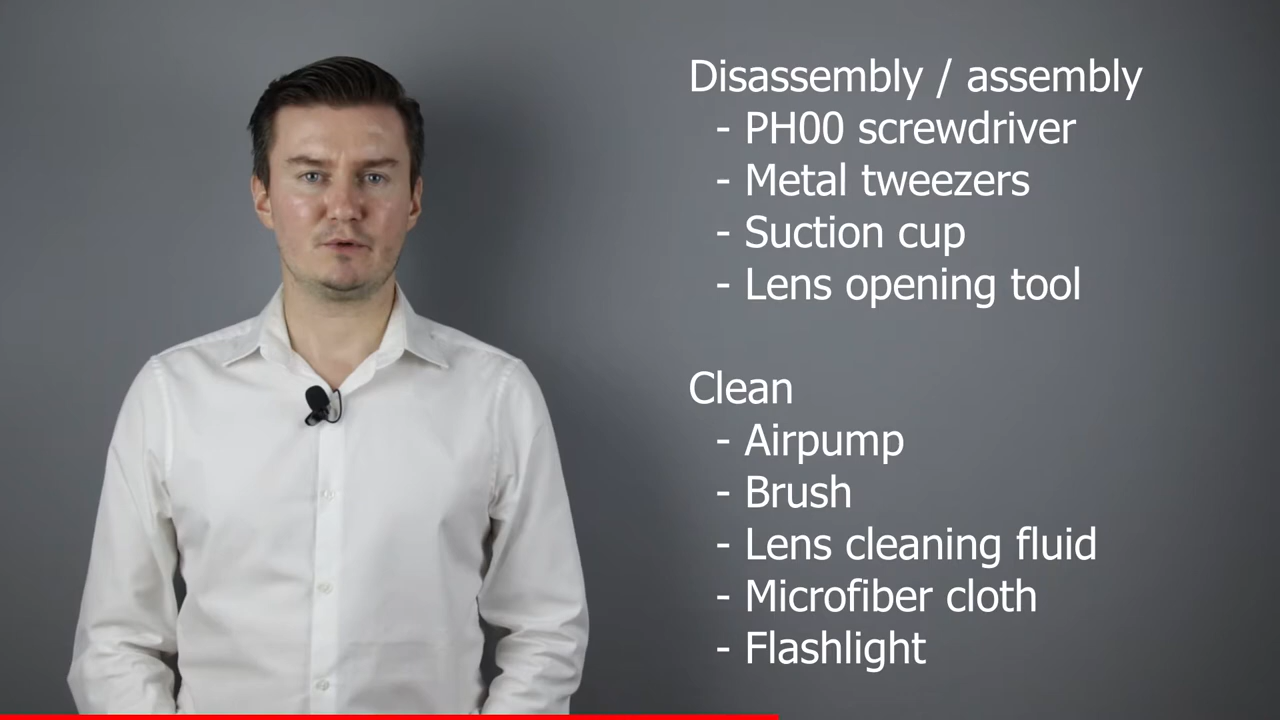 Disassembly / assembly
- PH00 screwdriver
- Metal tweezers
- Suction cup
- Lens opening tool
Clean
- Airpump
- Brush
- Lens cleaning fluid
- Microfiber cloth
- Flashlight